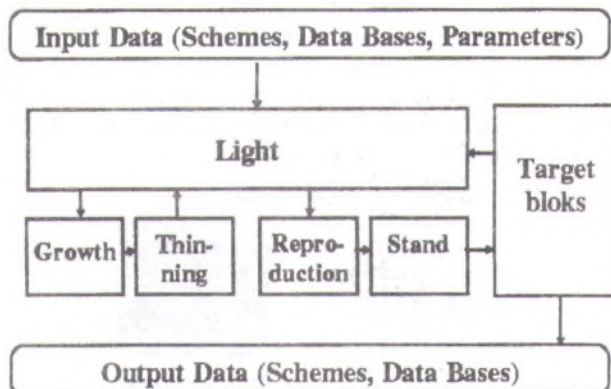 Input Data (Schemes, Data Bases, Parameters)
Light
Target
bloks
Growth
Thin-
ning
Repro-
duction
Stand
Output Data (Schemes, Data Bases)